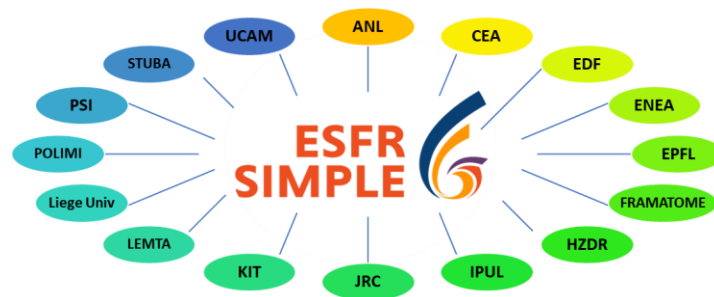 ANL
UCAM
CEA
STUBA
EDF
PSI
ENEA
POLIMI
ESFR
SIMPLE
EPFL
Liege Univ
FRAMATOME
LEMTA
HZDR
KIT
JRC
IPUL